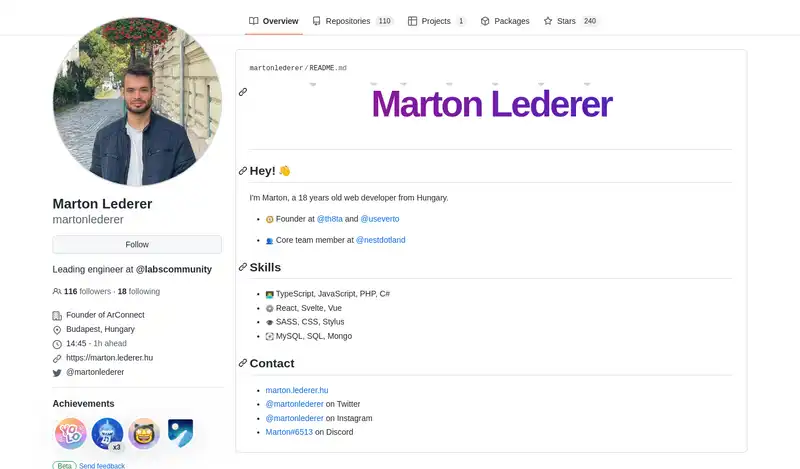 Overview Repositories 110 Projects 1 Packages Stars 240
martonlederer/README.md
Marton Lederer
Hey! 👋
I'm Marton, a 18 years old web developer from Hungary.
Founder at @th8ta and @useverto
Core team member at @nestdotland
Skills
TypeScript, JavaScript, PHP, C#
React, Svelte, Vue
SASS, CSS, Stylus
MySQL, SQL, Mongo
Contact
marton.lederer.hu
@martonlederer on Twitter
@martonlederer on Instagram
Marton#6513 on Discord
Marton Lederer
martonlederer
Follow
Leading engineer at @labscommunity
116 followers · 18 following
Founder of ArConnect
Budapest, Hungary
14:45 - 1h ahead
https://marton.lederer.hu
@martonlederer
Achievements
YOLO
x3
Beta Send feedback